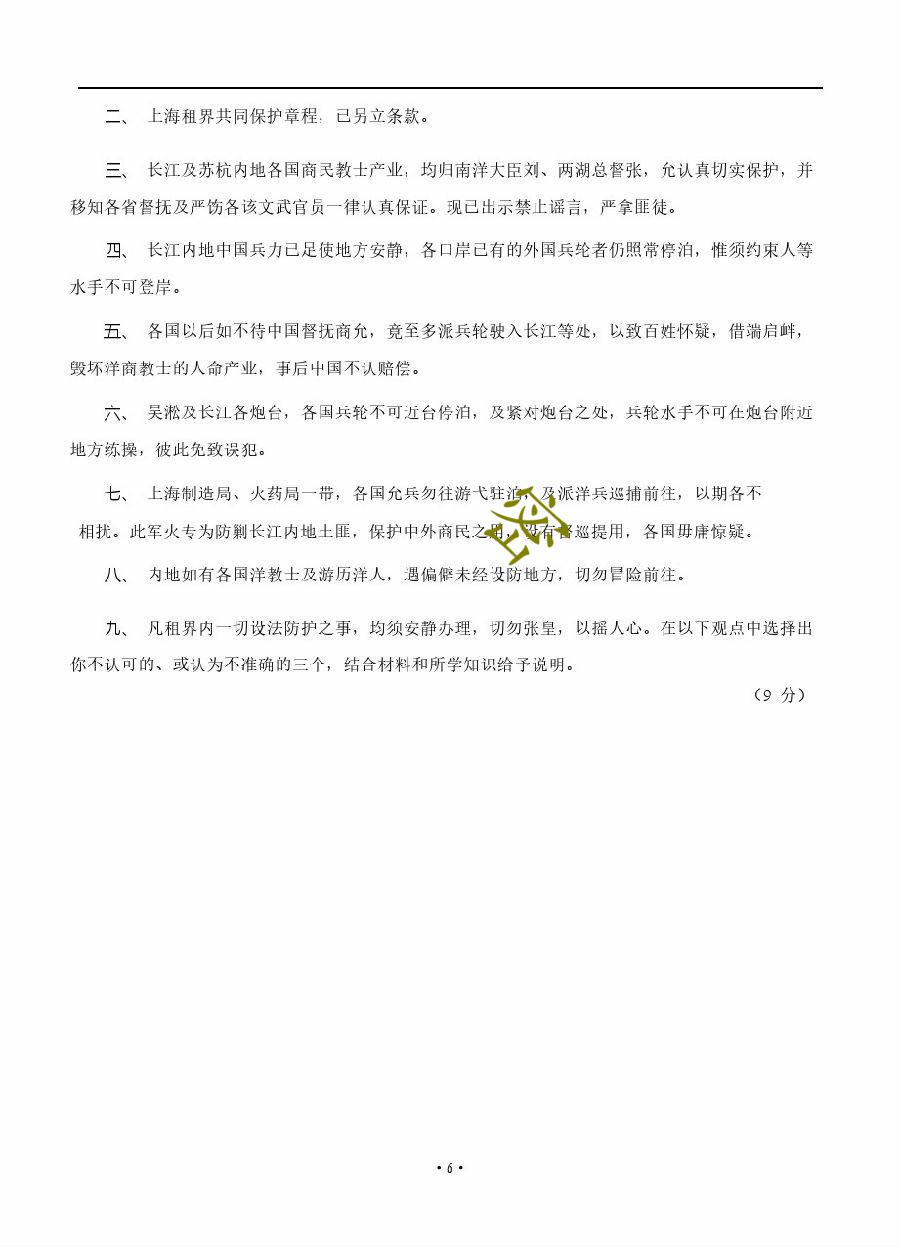 二、 上海租界共同保护章程，已另立条款。
三、 长江及苏杭内地各国商民教士产业，均归南洋大臣刘、两湖总督张，允认真切实保护，并
移知各省督抚及严饬各该文武官员一律认真保证。现已出示禁止谣言，严拿匪徒。
四、 长江内地中国兵力已足使地方安静，各口岸已有的外国兵轮者仍照常停泊，惟须约束人等
水手不可登岸。
五、 各国以后如不待中国督抚商允，竟至多派兵轮驶入长江等处，以致百姓怀疑，借端启衅，
毁坏洋商教士的人命产业，事后中国不认赔偿。
六、 吴淞及长江各炮台，各国兵轮不可近台停泊，及紧对炮台之处，兵轮水手不可在炮台附近
地方练操，彼此免致误犯。
七、 上海制造局、火药局一带，各国允兵勿往游弋驻泊，及派洋兵巡捕前往，以期各不
相扰。此军火专为防剿长江内地土匪，保护中外商民之用，设有督巡提用，各国毋庸惊疑。
八、 内地如有各国洋教士及游历洋人，遇偏僻未经设防地方，切勿冒险前往。
九、 凡租界内一切设法防护之事，均须安静办理，切勿张皇，以摇人心。在以下观点中选择出
你不认可的、或认为不准确的三个，结合材料和所学知识给予说明。
（9 分）
·6·